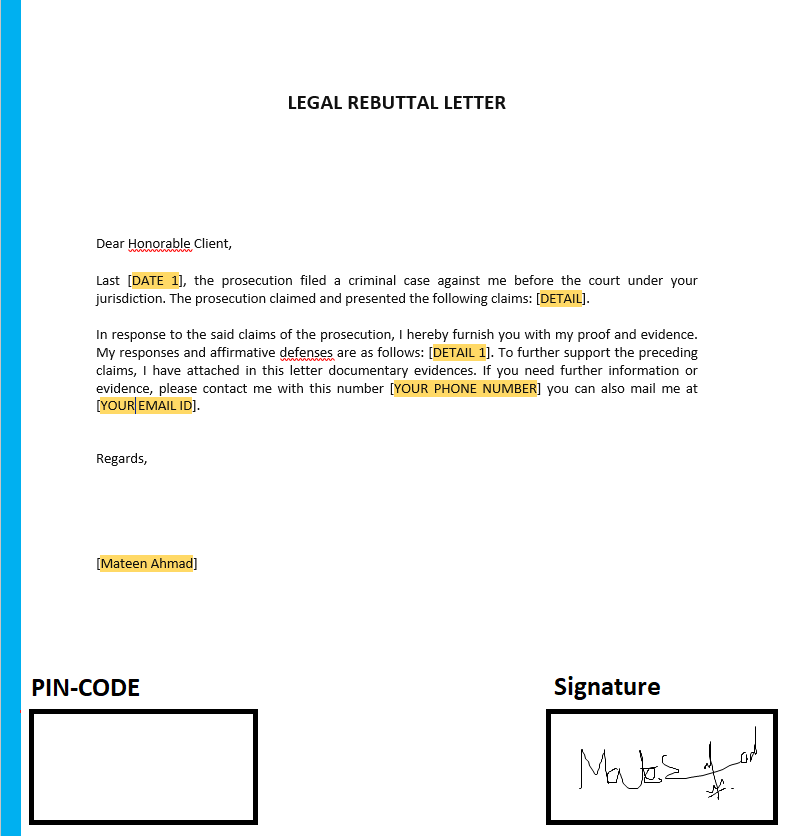 LEGAL REBUTTAL LETTER
Dear Honorable Client,
Last [DATE 1], the prosecution filed a criminal case against me before the court under your
jurisdiction. The prosecution claimed and presented the following claims: [DETAIL].
In response to the said claims of the prosecution, I hereby furnish you with my proof and evidence.
My responses and affirmative defenses are as follows: [DETAIL 1]. To further support the preceding
claims, I have attached in this letter documentary evidences. If you need further information or
evidence, please contact me with this number [YOUR PHONE NUMBER] you can also mail me at
[YOUR EMAIL ID].
Regards,
[Mateen Ahmad]
PIN-CODE
Signature